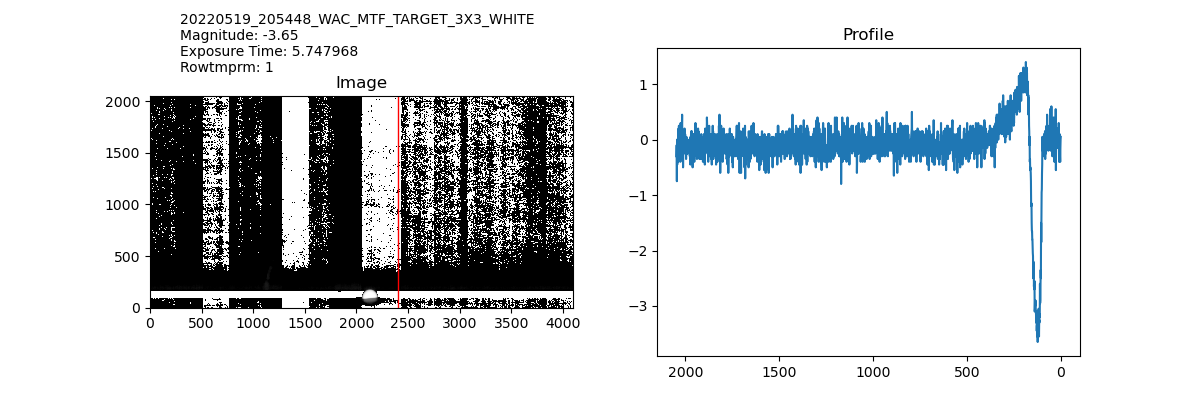 20220519_205448_WAC_MTF_TARGET_3X3_WHITE
Magnitude: -3.65
Exposure Time: 5.747968
Rowtmprm: 1
Image
2000
1500
1000
500
0
0 500 1000 1500 2000 2500 3000 3500 4000
Profile
1
0
−1
−2
−3
2000 1500 1000 500 0